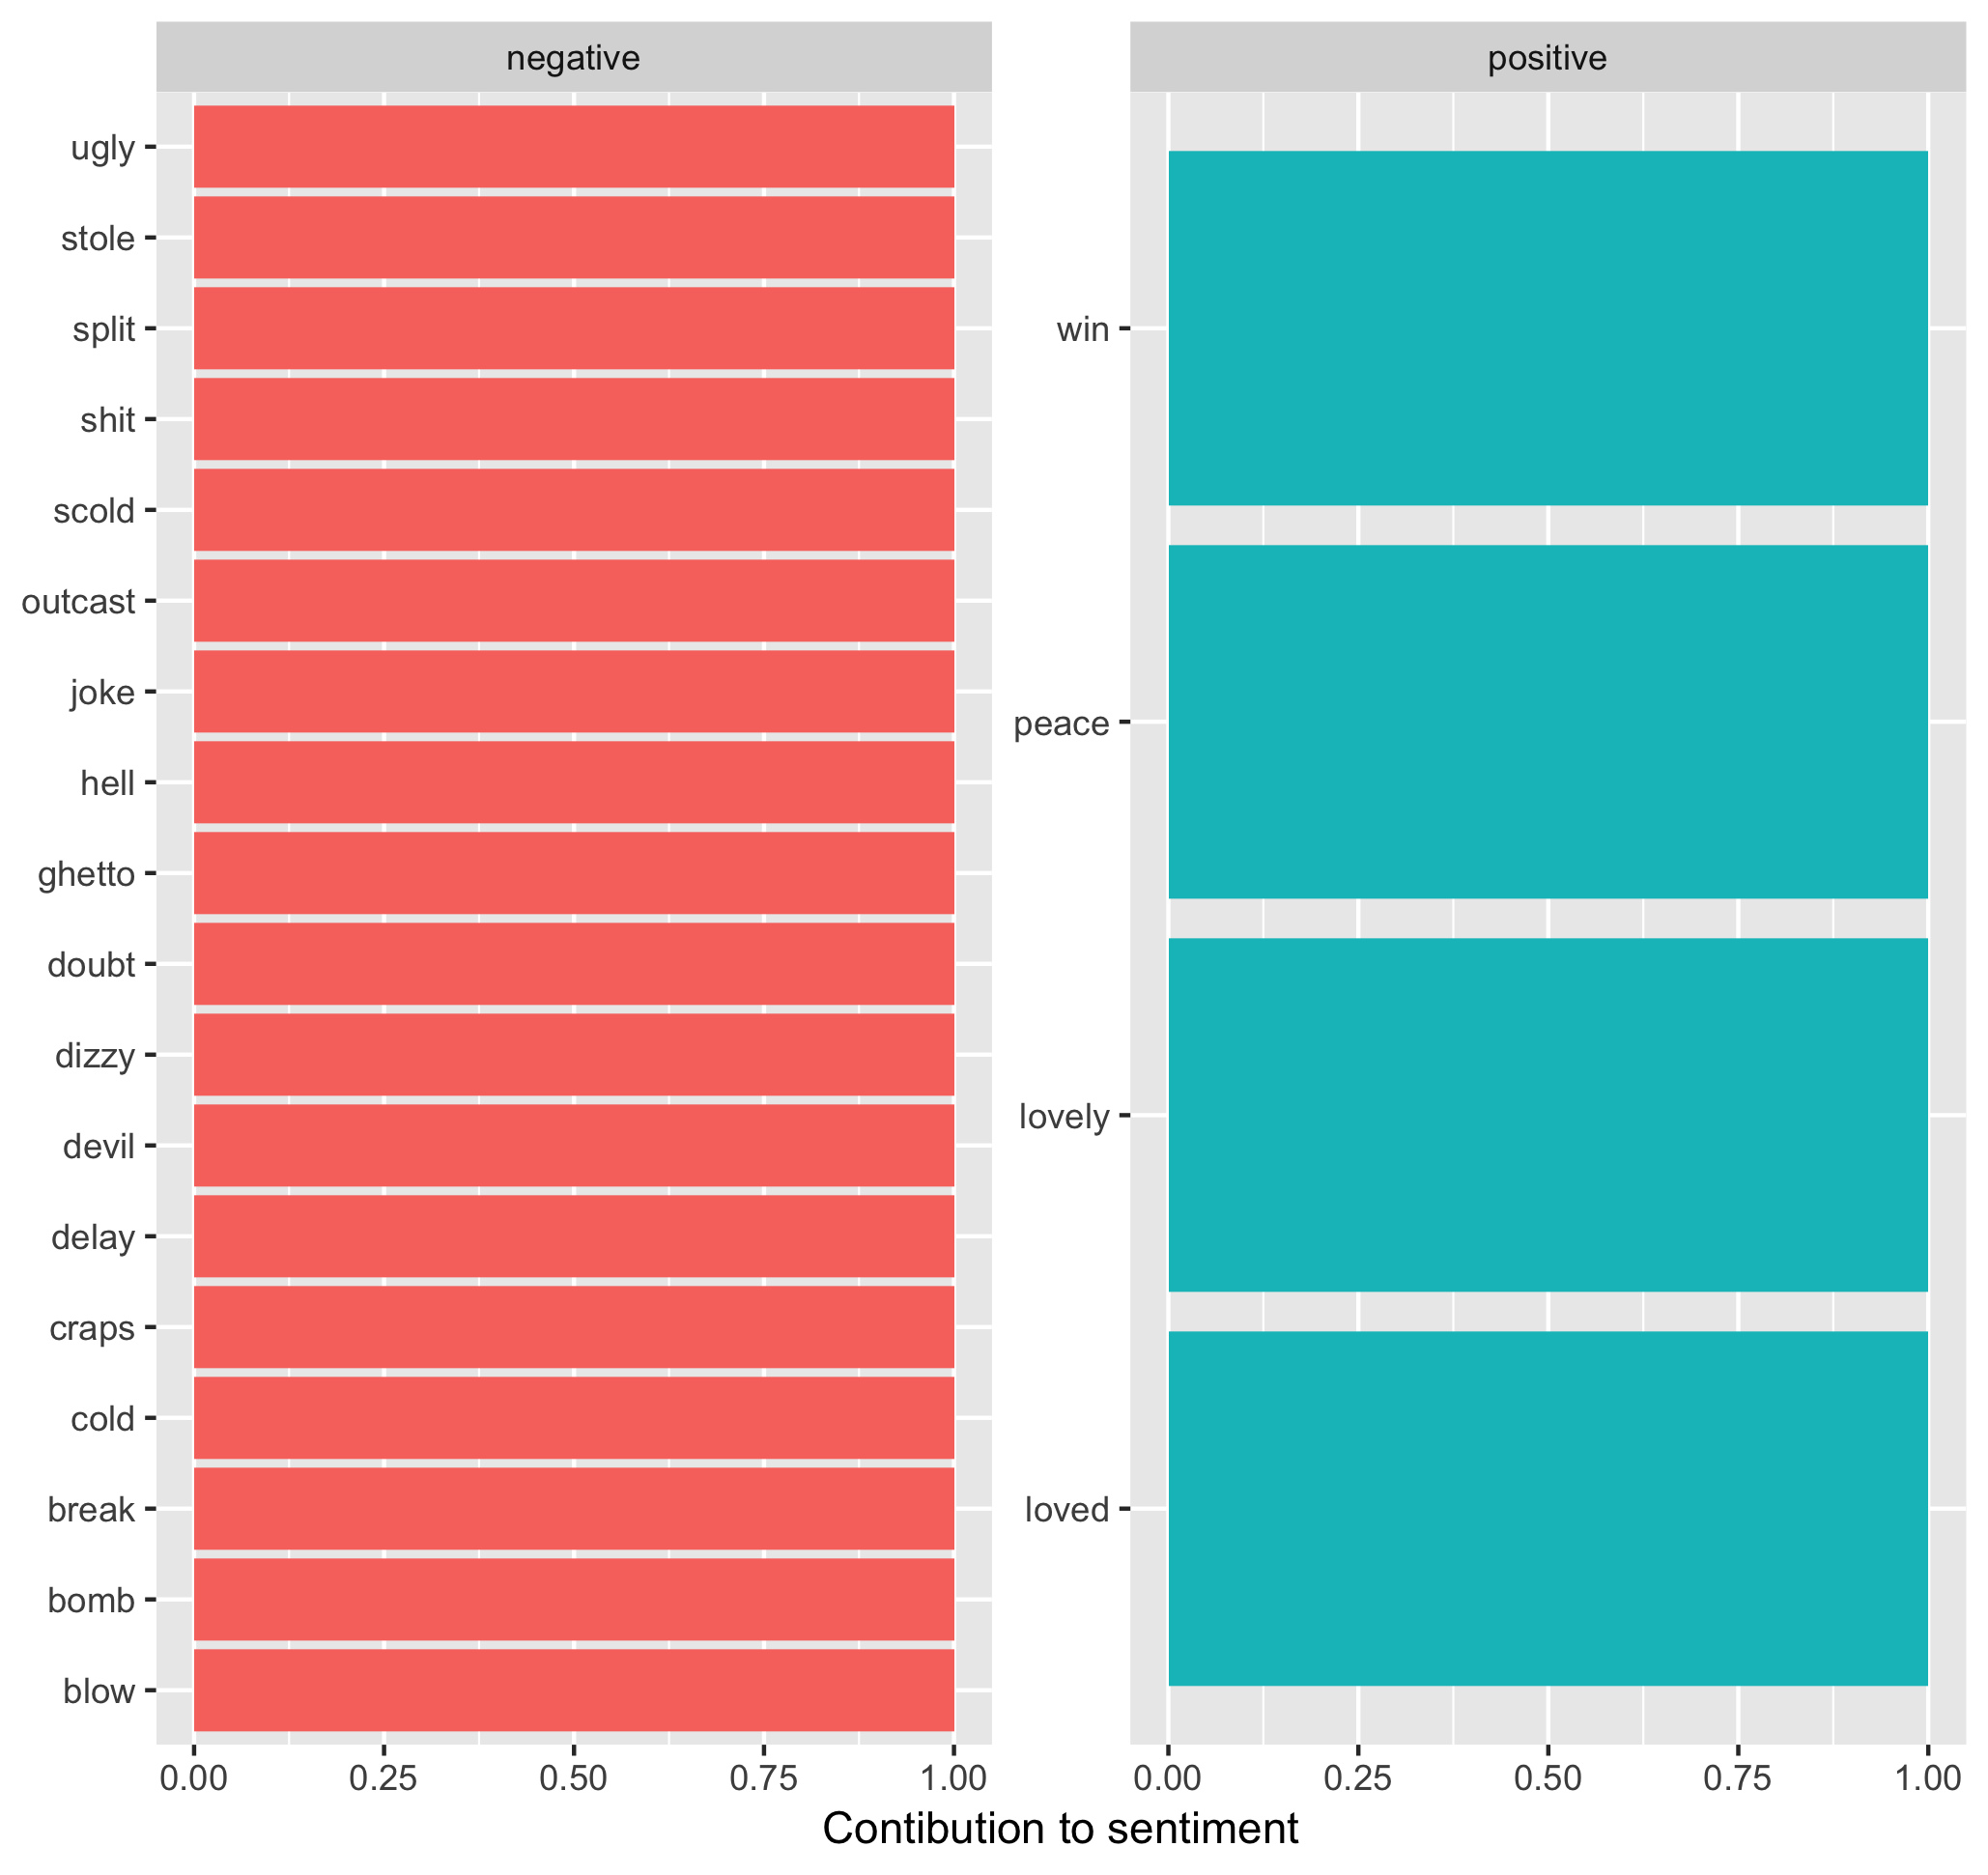 negative
ugly
stole
split
shit
scold
outcast
joke
hell
ghetto
doubt
dizzy
devil
delay
craps
cold
break
bomb
blow
0.00 0.25 0.50 0.75 1.00
positive
win
peace
lovely
loved
0.00 0.25 0.50 0.75 1.00
Contibution to sentiment